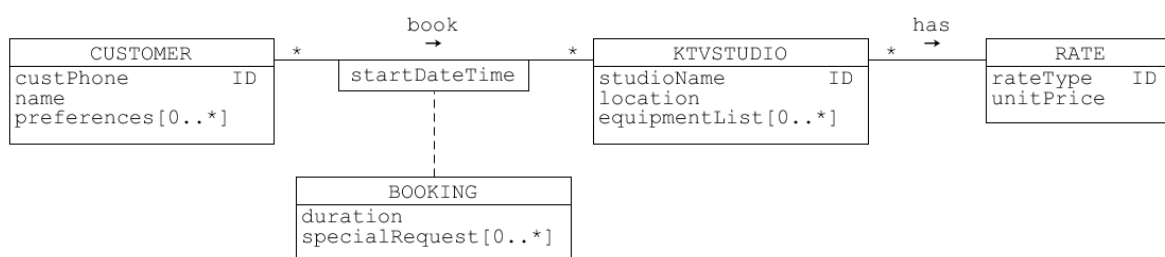 book
has
CUSTOMER
*
*
KTVSTUDIO
*
RATE
custPhone ID
name
preferences[0..*]
startDateTime
studioName ID
location
equipmentList[0..*]
rateType ID
unitPrice
BOOKING
duration
specialRequest[0..*]